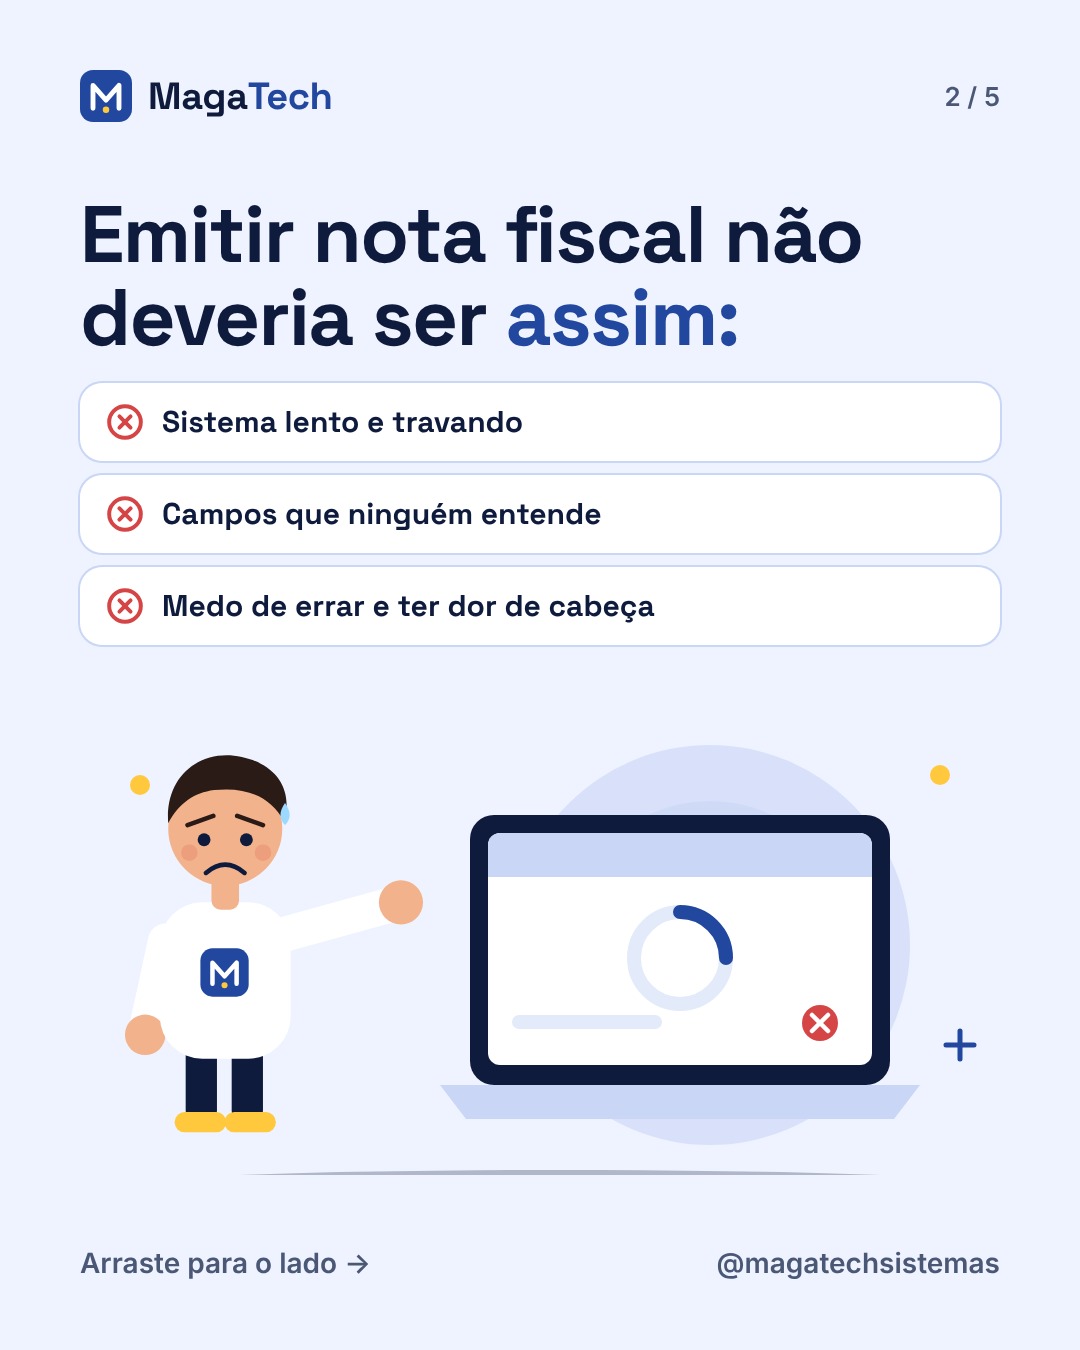 MagaTech
2 / 5
Emitir nota fiscal não
deveria ser assim:
Sistema lento e travando
Campos que ninguém entende
Medo de errar e ter dor de cabeça
M
Arraste para o lado →
@magatechsistemas